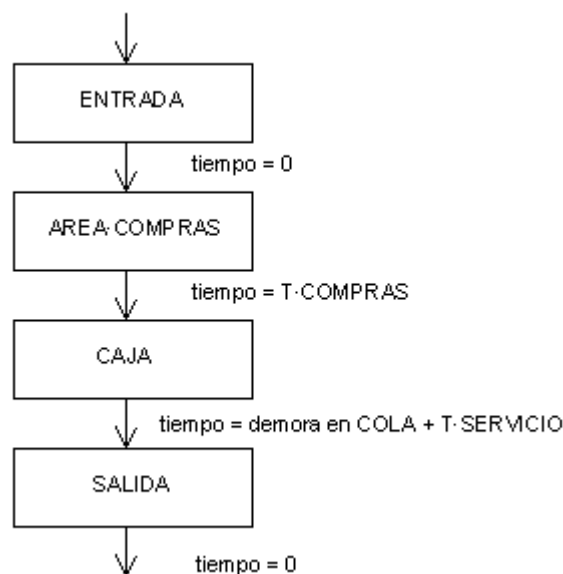 ENTRADA
tiempo = 0
AREA·COMPRAS
tiempo = T·COMPRAS
CAJA
tiempo = demora en COLA + T·SERVICIO
SALIDA
tiempo = 0